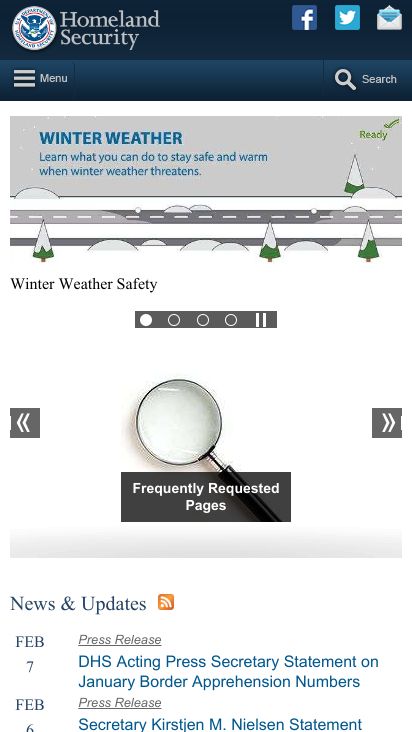 Homeland
Security
Menu
Search
WINTER WEATHER
Ready
Learn what you can do to stay safe and warm
when winter weather threatens.
Winter Weather Safety
Frequently Requested
Pages
News & Updates
FEB
7
Press Release
DHS Acting Press Secretary Statement on
January Border Apprehension Numbers
FEB
6
Press Release
Secretary Kirstjen M. Nielsen Statement